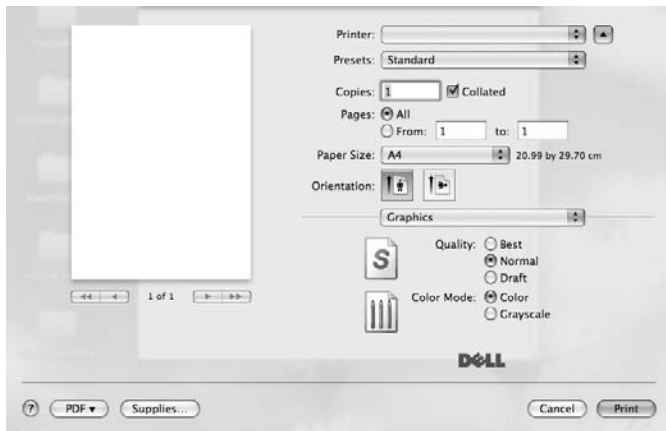 Printer:
Presets: Standard
Copies: 1 Collated
Pages: All
From: 1 to: 1
Paper Size: A4 20.99 by 29.70 cm
Orientation:
Graphics
S
Quality: Best
Normal
Draft
1 of 1
Color Mode: Color
Grayscale
DELL
? PDF Supplies... Cancel Print